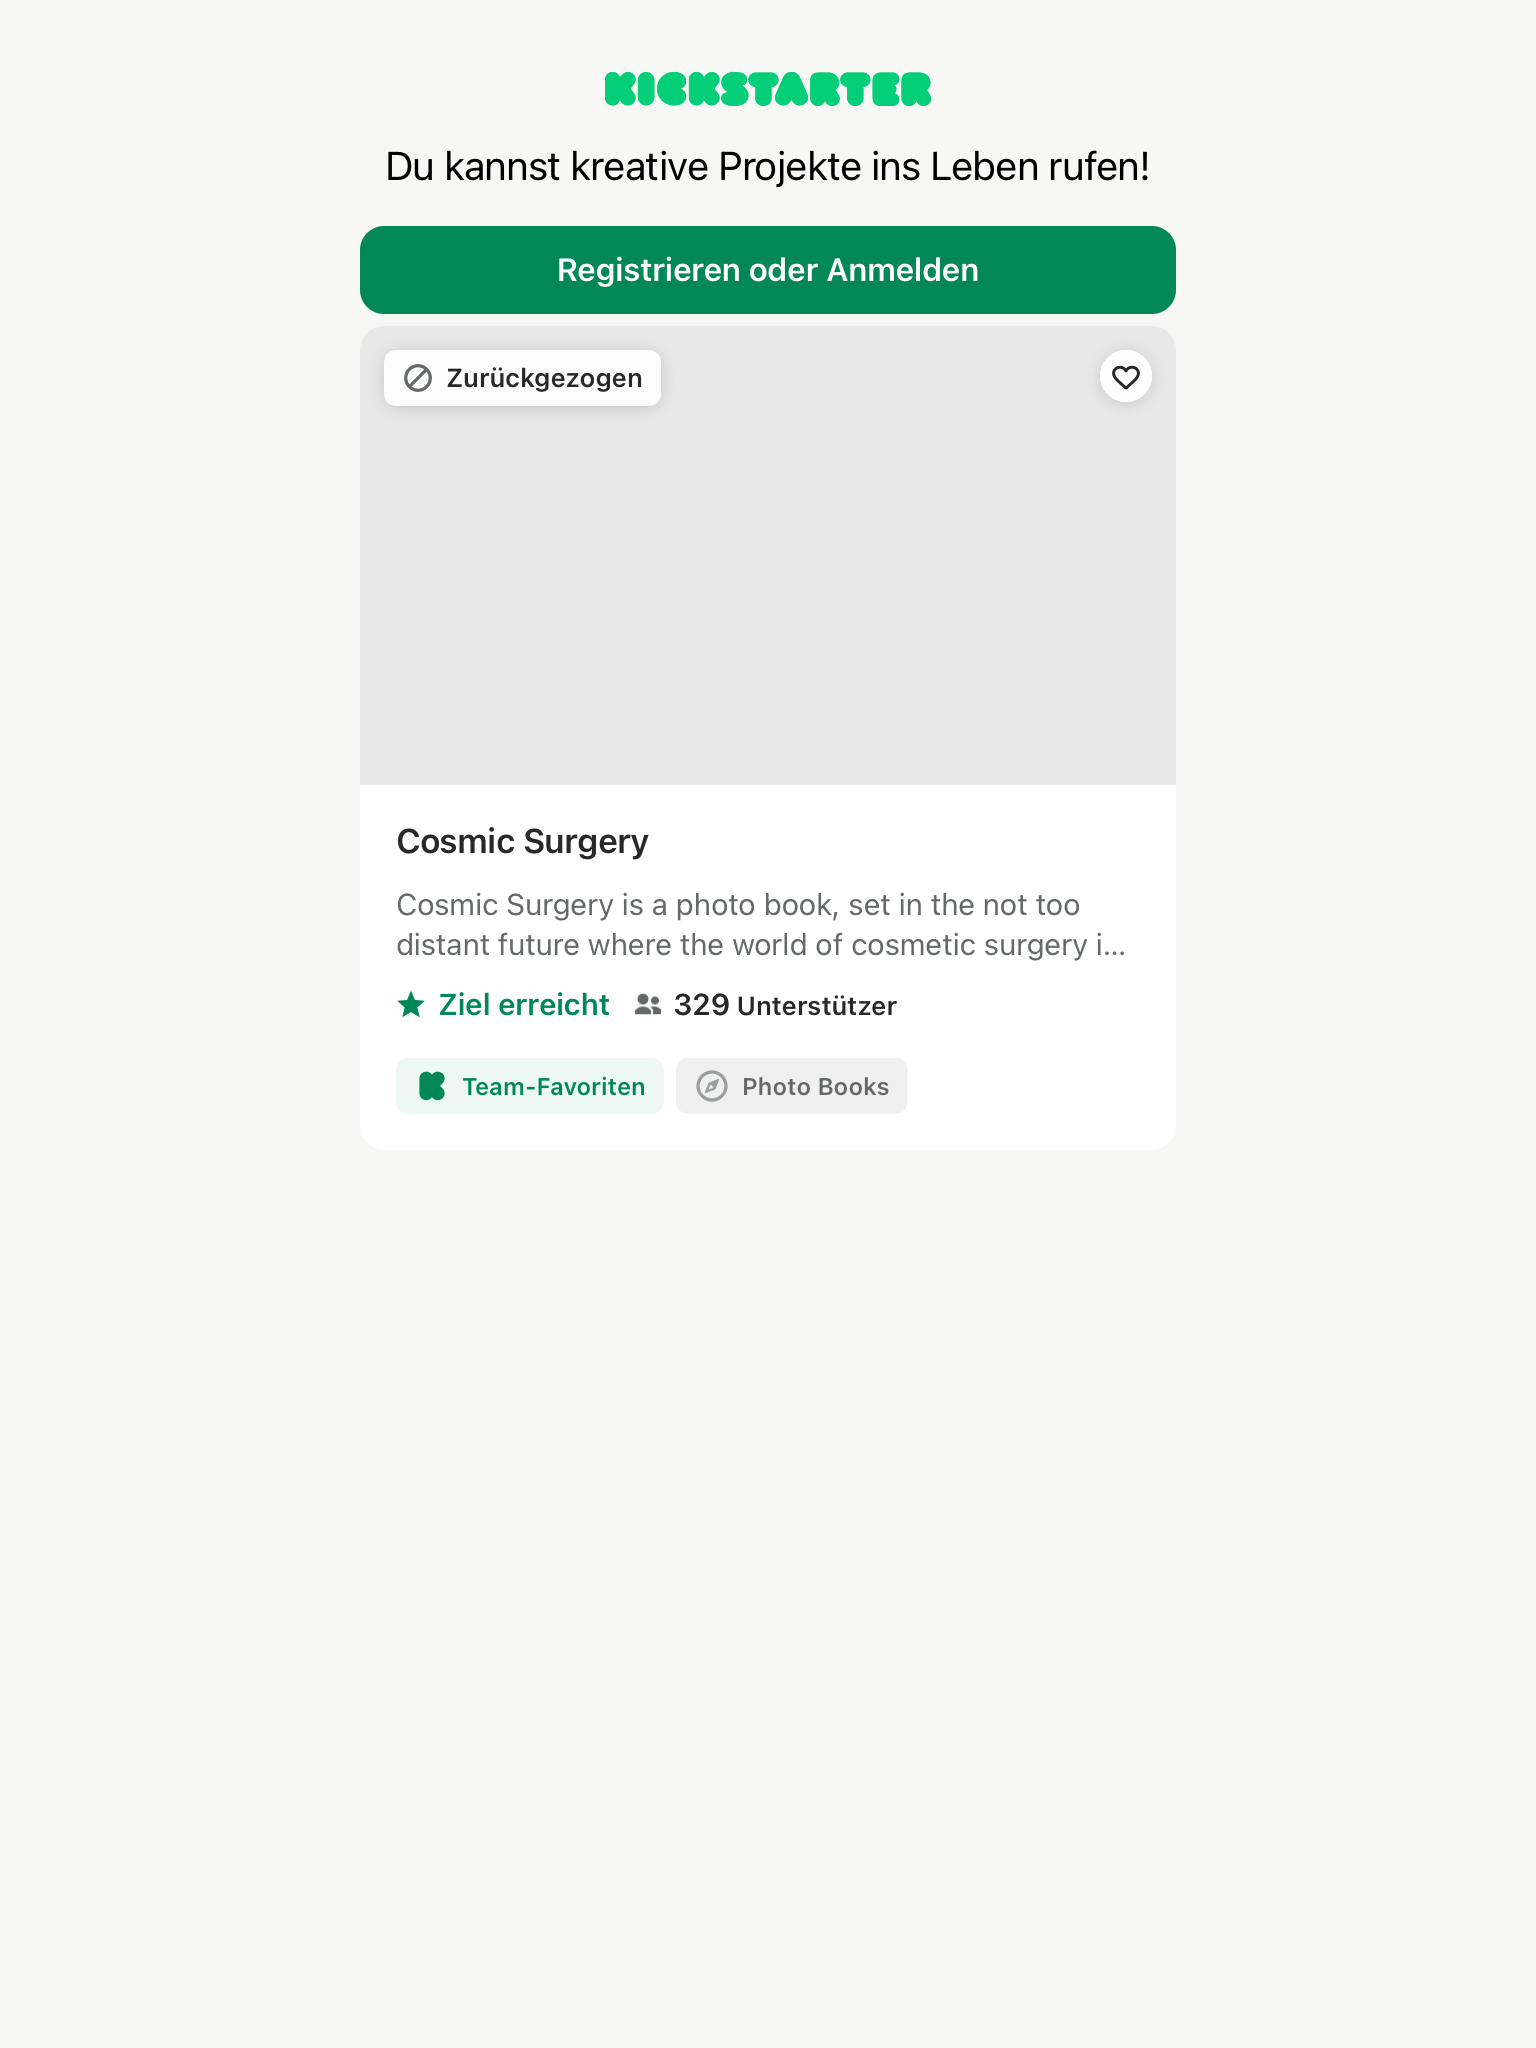 KICKSTARTER
Du kannst kreative Projekte ins Leben rufen!
Registrieren oder Anmelden
Zurückgezogen
Cosmic Surgery
Cosmic Surgery is a photo book, set in the not too
distant future where the world of cosmetic surgery i...
Ziel erreicht 329 Unterstützer
Team-Favoriten Photo Books